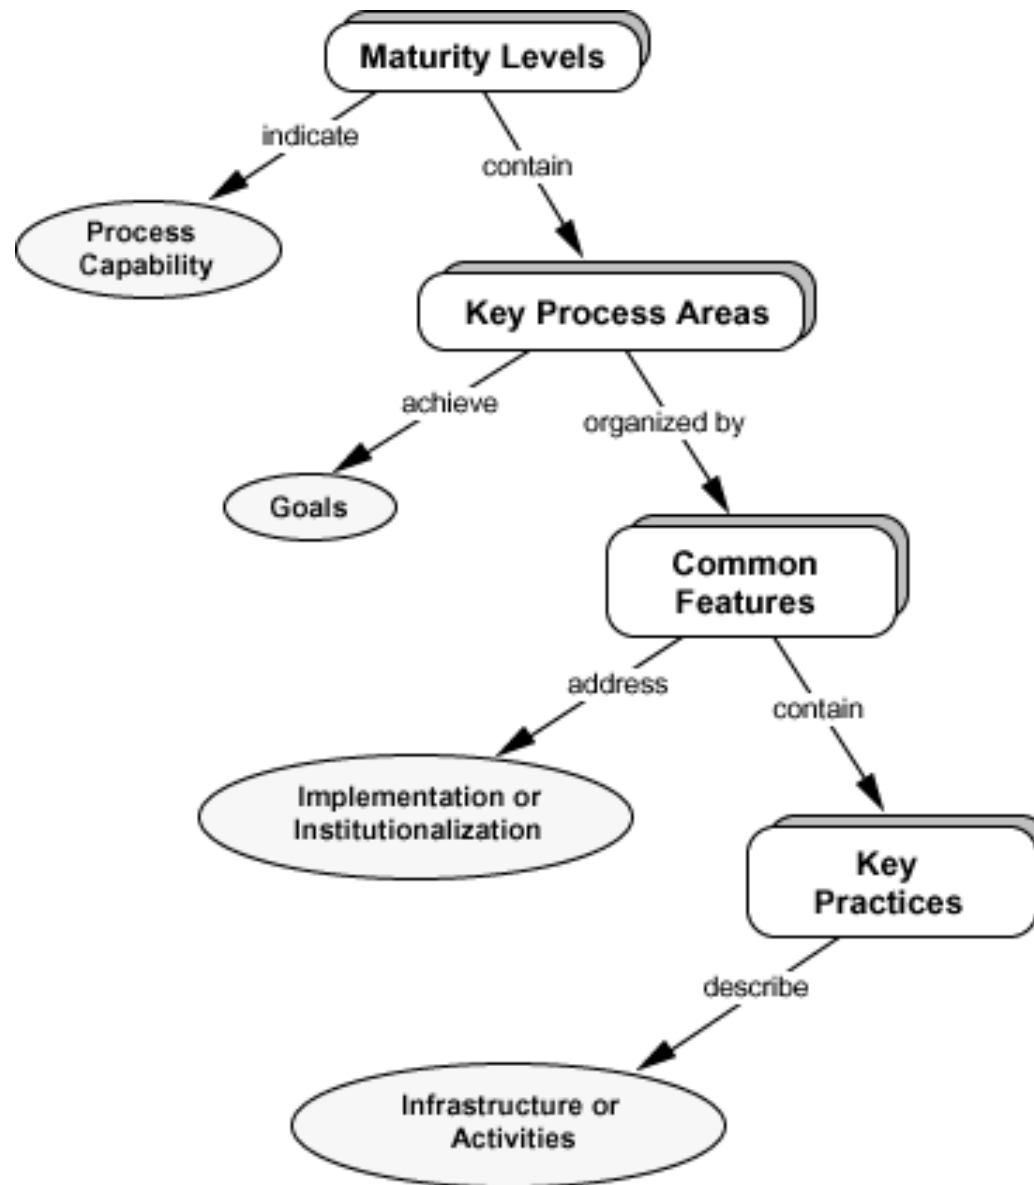 Maturity Levels
indicate
contain
Process
Capability
Key Process Areas
achieve
organized by
Goals
Common
Features
address
contain
Implementation or
Institutionalization
Key
Practices
describe
Infrastructure or
Activities